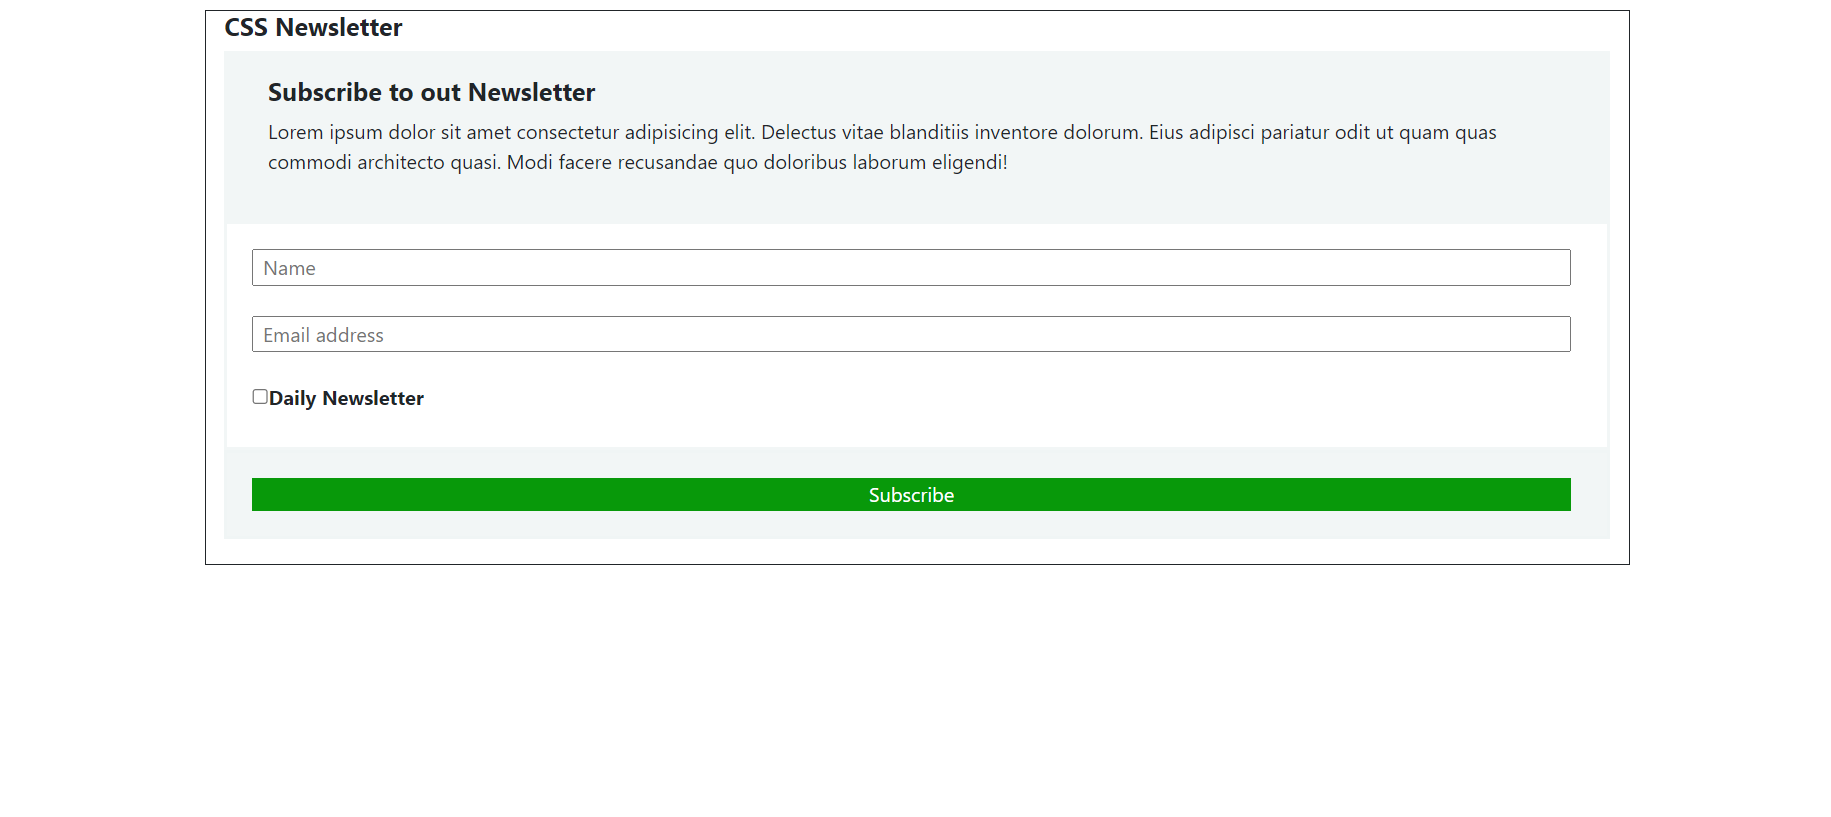 CSS Newsletter
Subscribe to out Newsletter
Lorem ipsum dolor sit amet consectetur adipisicing elit. Delectus vitae blanditiis inventore dolorum. Eius adipisci pariatur odit ut quam quas
commodi architecto quasi. Modi facere recusandae quo doloribus laborum eligendi!
Name
Email address
Daily Newsletter
Subscribe